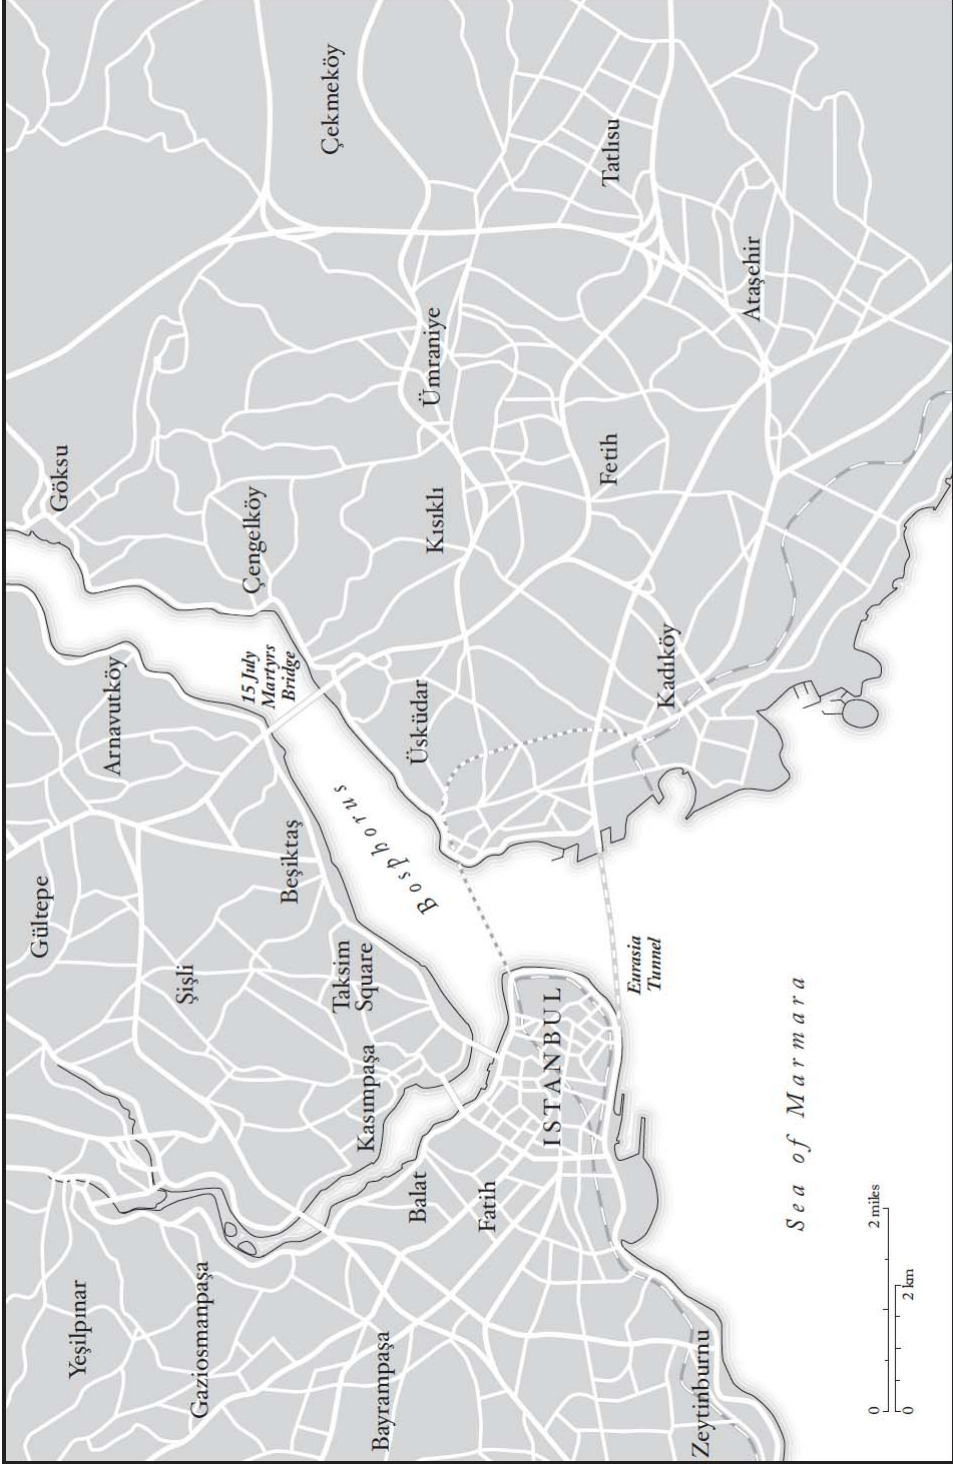 Göksu
Çekmeköy
Gültepe
Arnavutköy
15 July
Martyrs
Bridge
Çengelköy
Yeşilpınar
Şişli
Beşiktaş
Ümraniye
Tatlısu
Gaziosmanpaşa
Taksim
Square
Bosphorus
Üsküdar
Kısıklı
Kasımpaşa
Bayrampaşa
Balat
Fatih
ISTANBUL
Fetih
Ataşehir
Eurasia
Tunnel
Kadıköy
Zeytinburnu
Sea of Marmara
0
2 miles
0
2 km